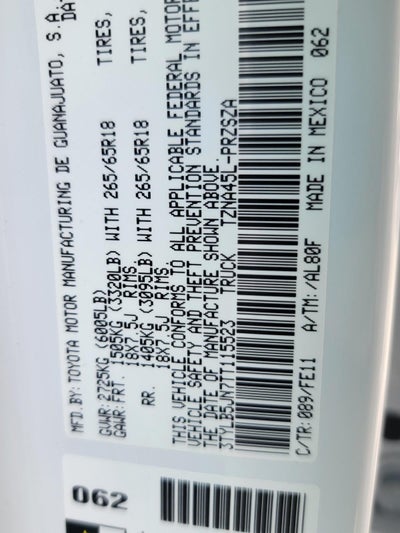 MFD.BY: TOYOTA MOTOR MANUFACTURING DE GUANAJUATO, S.A.
DAT
GVWR: 2725KG (6005LB)
GAWR: FRT. 1505KG (3320LB) WITH 265/65R18 TIRES,
18X7.5J RIMS
RR. 1405KG (3095LB) WITH 265/65R18 TIRES,
18X7.5J RIMS
THIS VEHICLE CONFORMS TO ALL APPLICABLE FEDERAL MOTOR
VEHICLE SAFETY AND THEFT PREVENTION STANDARDS IN EFFE
THE DATE OF MANUFACTURE SHOWN ABOVE.
3TYLB5JN7TT115523 TRUCK TZNA45L-PRZSZA
C/TR: 089/FE11 A/TM: /AL80F MADE IN MEXICO 062
062